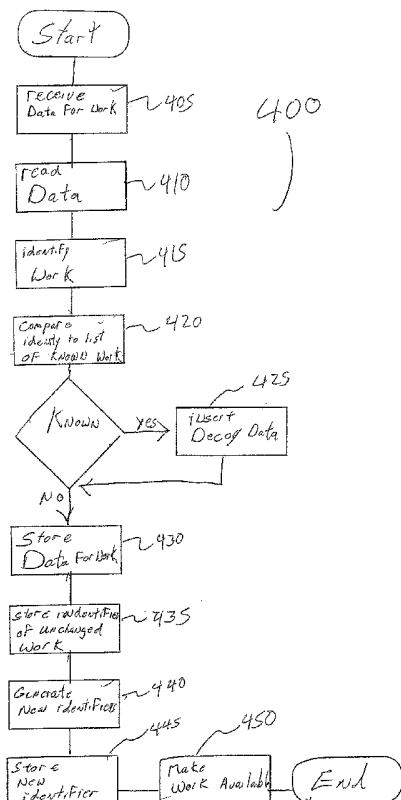 Start
receive
Data For Work
405
400
read
Data
410
identify
Work
415
Compare
identy to list
of Known Work
420
Known
Yes
425
insert
Decoy Data
No
Store
Data For Work
430
Store
of unchanged
Work
435
Generate
New identifiers
440
445
Store
New
identifier
450
Make
Work Available
End